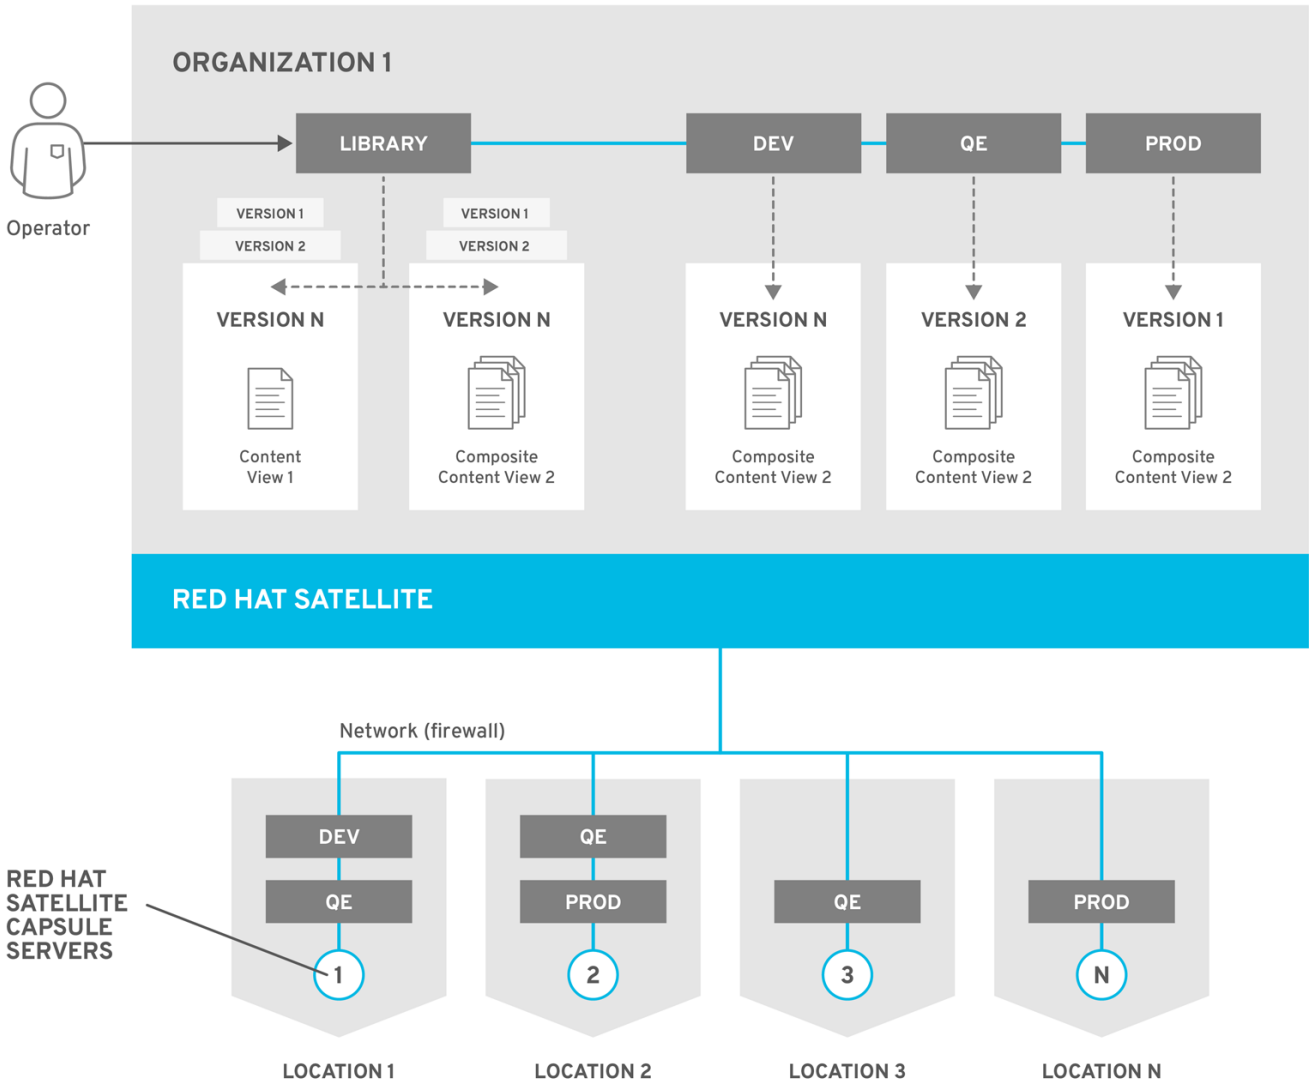 ORGANIZATION 1
Operator
LIBRARY
DEV
QE
PROD
VERSION 1
VERSION 2
VERSION N
Content
View 1
VERSION 1
VERSION 2
VERSION N
Composite
Content View 2
VERSION N
Composite
Content View 2
VERSION 2
Composite
Content View 2
VERSION 1
Composite
Content View 2
RED HAT SATELLITE
Network (firewall)
RED HAT
SATELLITE
CAPSULE
SERVERS
DEV
QE
1
LOCATION 1
QE
PROD
2
LOCATION 2
QE
3
LOCATION 3
PROD
N
LOCATION N